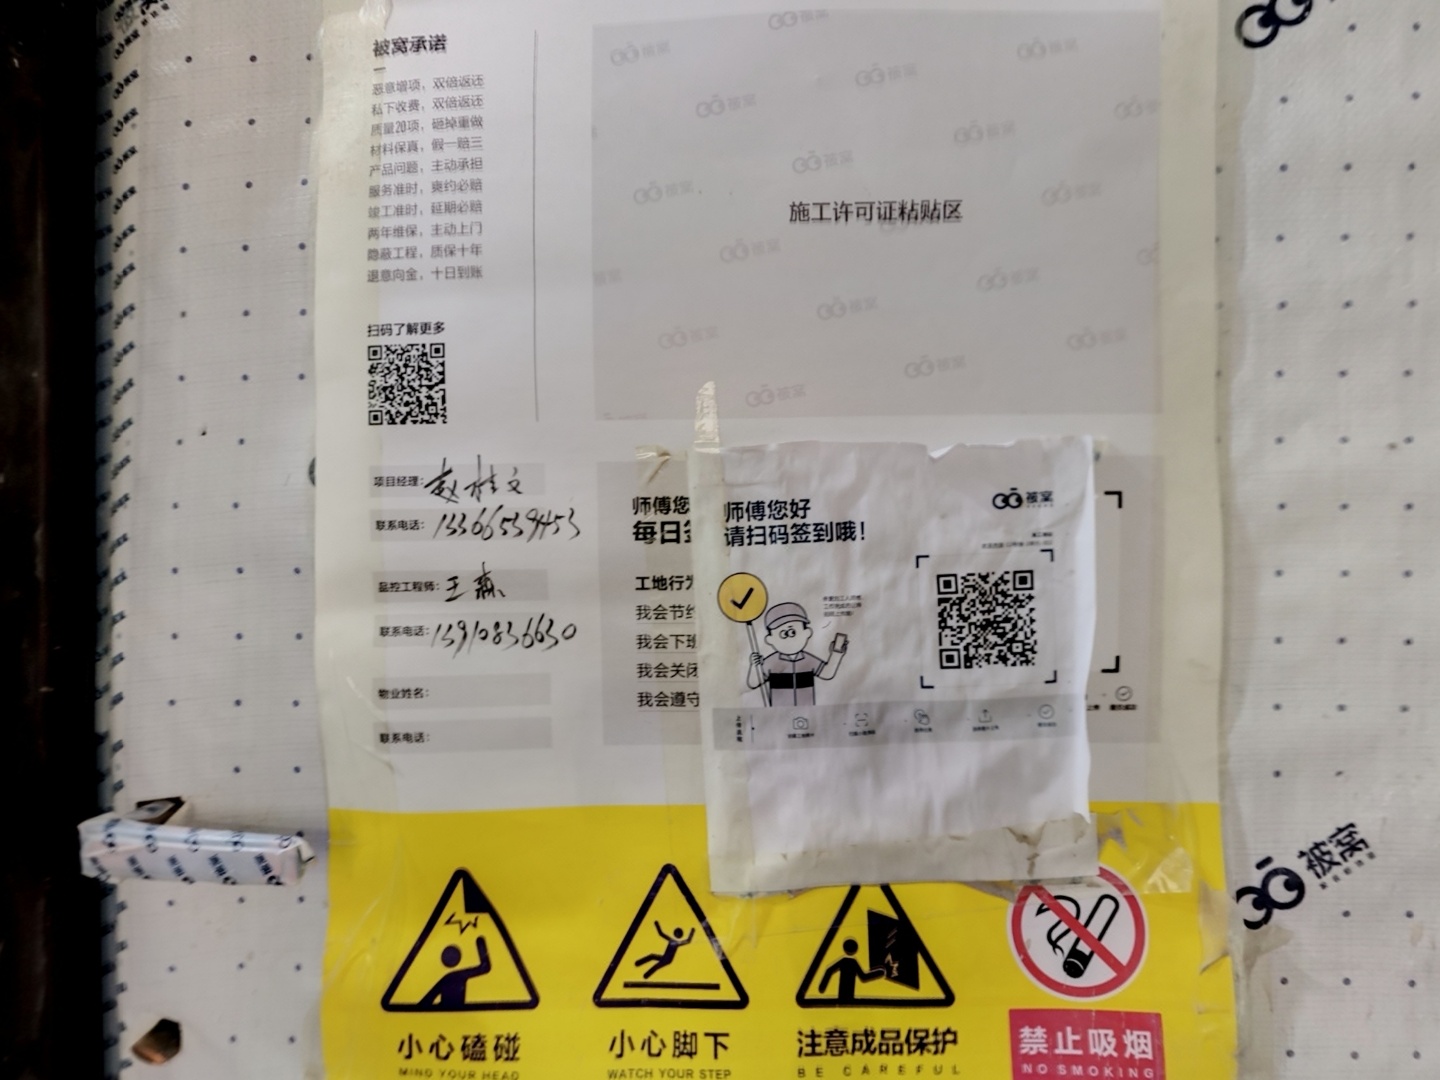 被窝承诺
恶意增项，双倍返还
私下收费，双倍返还
质量20项，砸掉重做
材料保真，假一赔三
产品问题，主动承担
服务准时，爽约必赔
竣工准时，延期必赔
两年维保，主动上门
隐蔽工程，质保十年
退意向金，十日到账
扫码了解更多
施工许可证粘贴区
项目经理：赵桂文
联系电话：
品控工程师：王森
联系电话：13910836630
物业姓名：
联系电话：
师傅您
每日
工地行为
我会节约
我会下班
我会关闭
我会遵守
师傅您好
请扫码签到哦！
被窝
小心磕碰
MIND YOUR HEAD
小心脚下
WATCH YOUR STEP
注意成品保护
BE CAREFUL
禁止吸烟
NO SMOKING
被窝